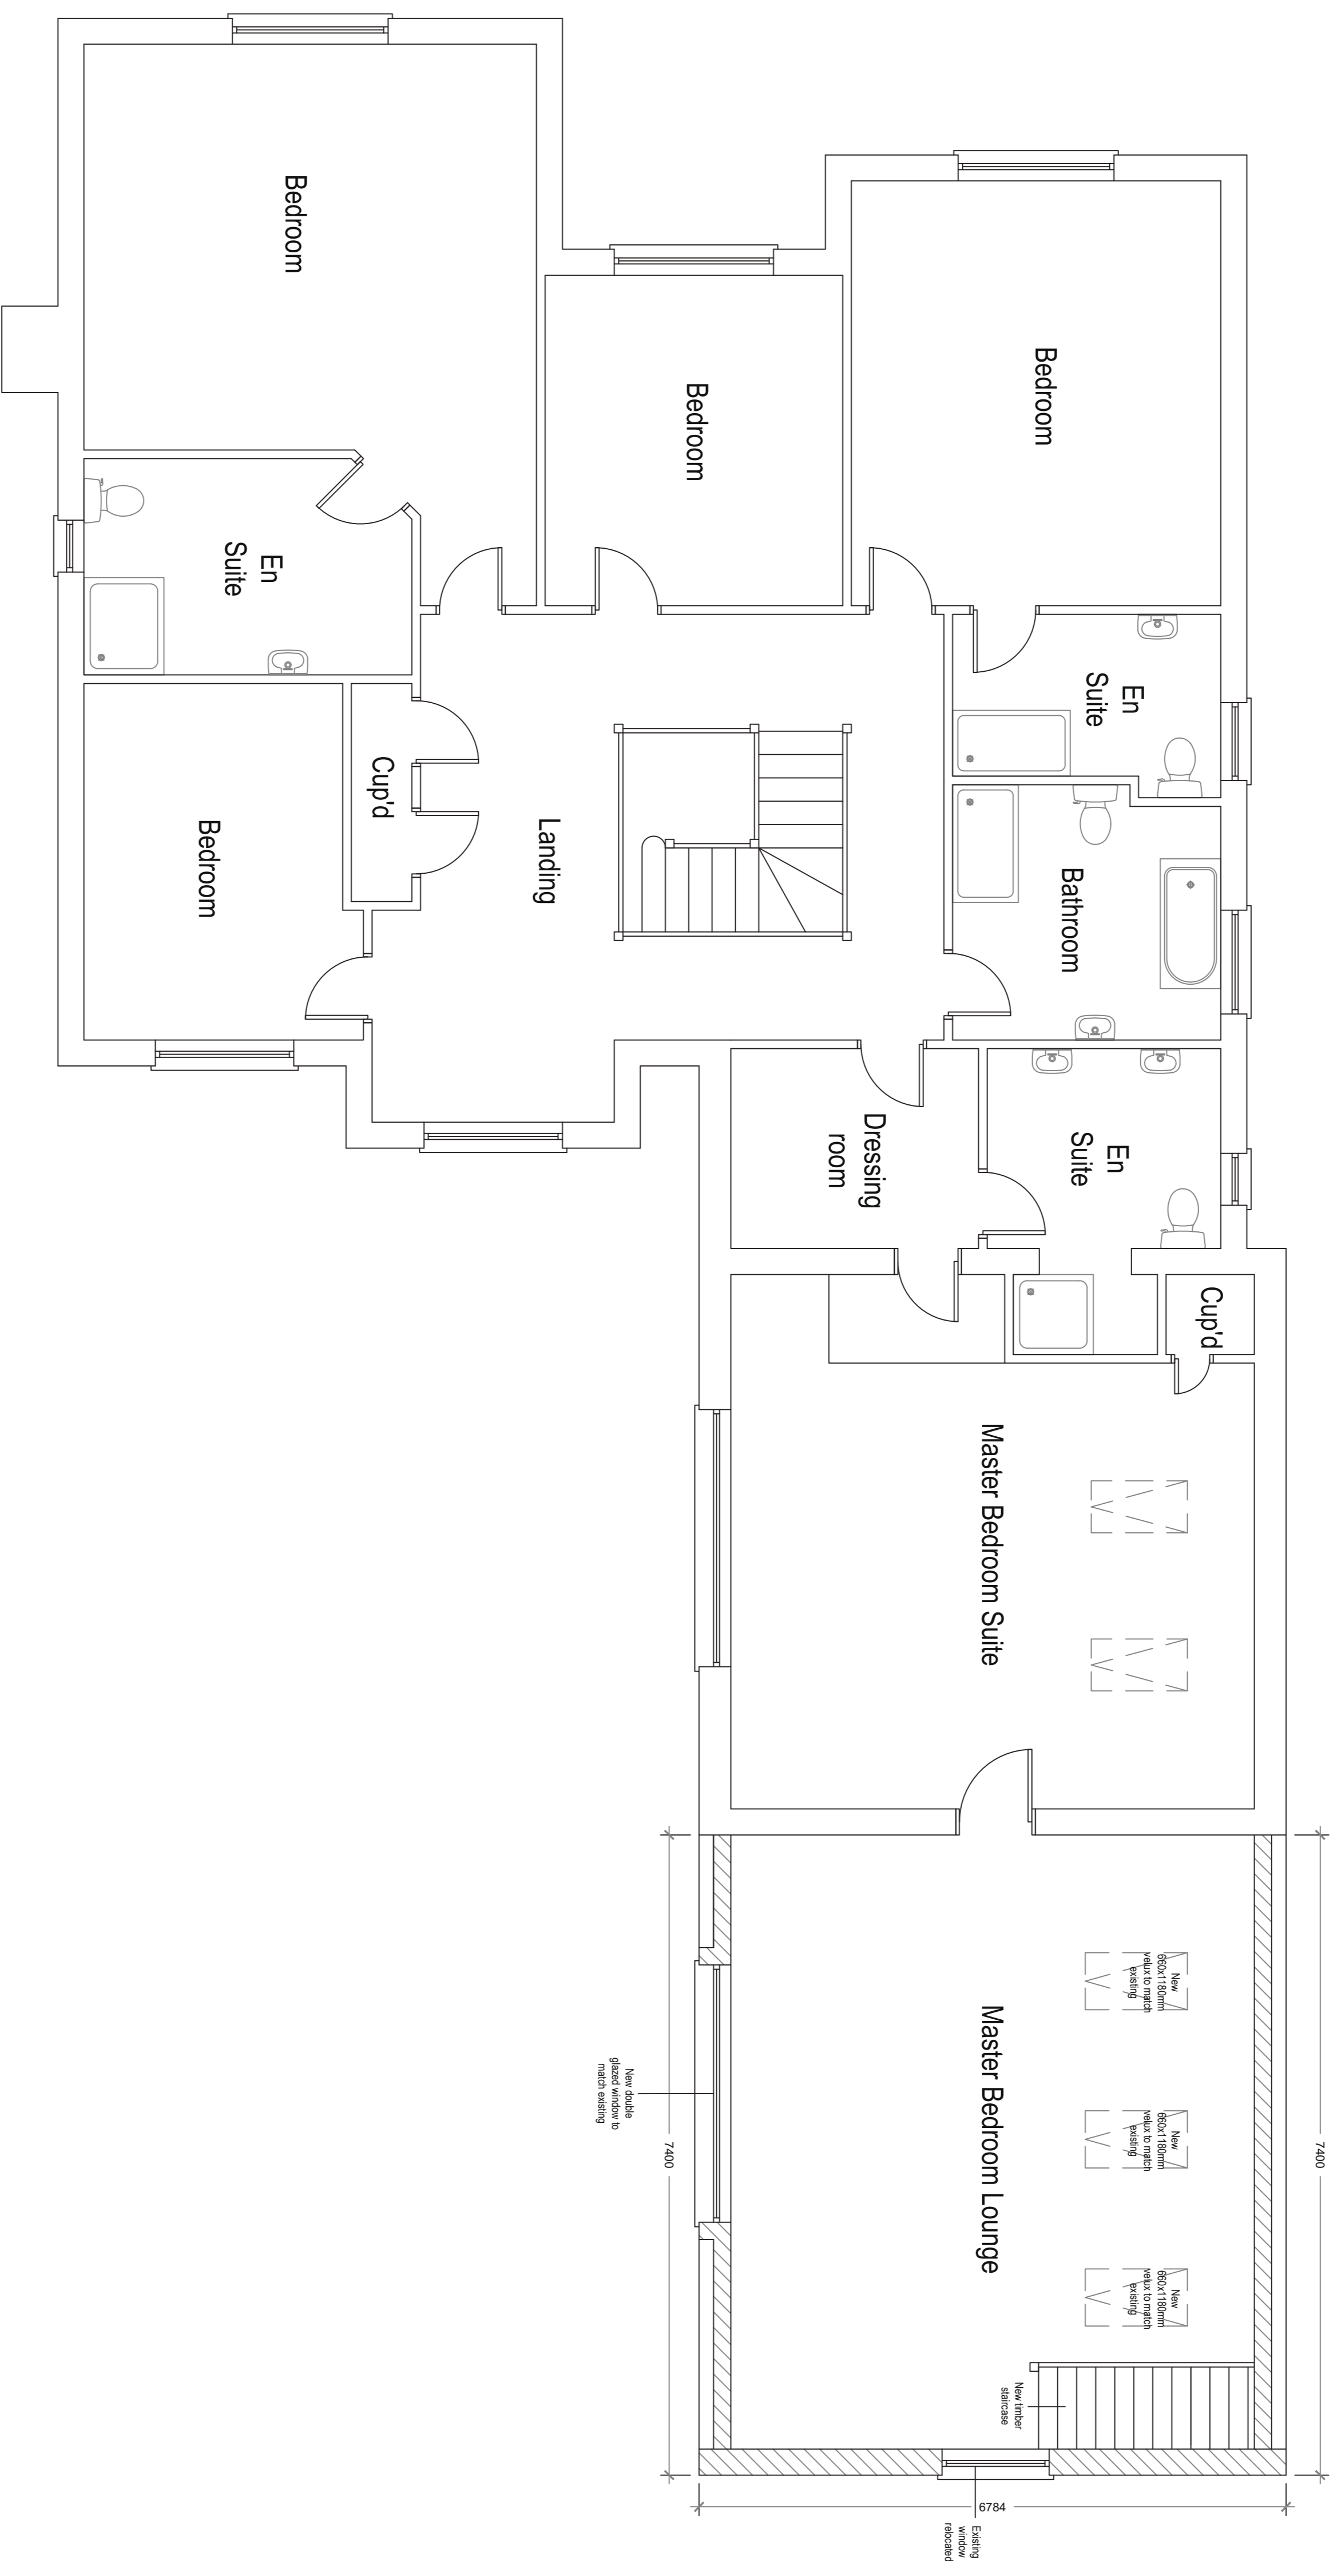 Bedroom
Bedroom
Bedroom
En
Suite
En
Suite
Bathroom
Cup'd
Landing
Bedroom
En
Suite
Dressing
room
Cup'd
Master Bedroom Suite
New
660x1180mm
velux to match
existing
New
660x1180mm
velux to match
existing
New
660x1180mm
velux to match
existing
Master Bedroom Lounge
New double
glazed window to
match existing
7400
7400
New timber
staircase
6784
Existing
window
relocated